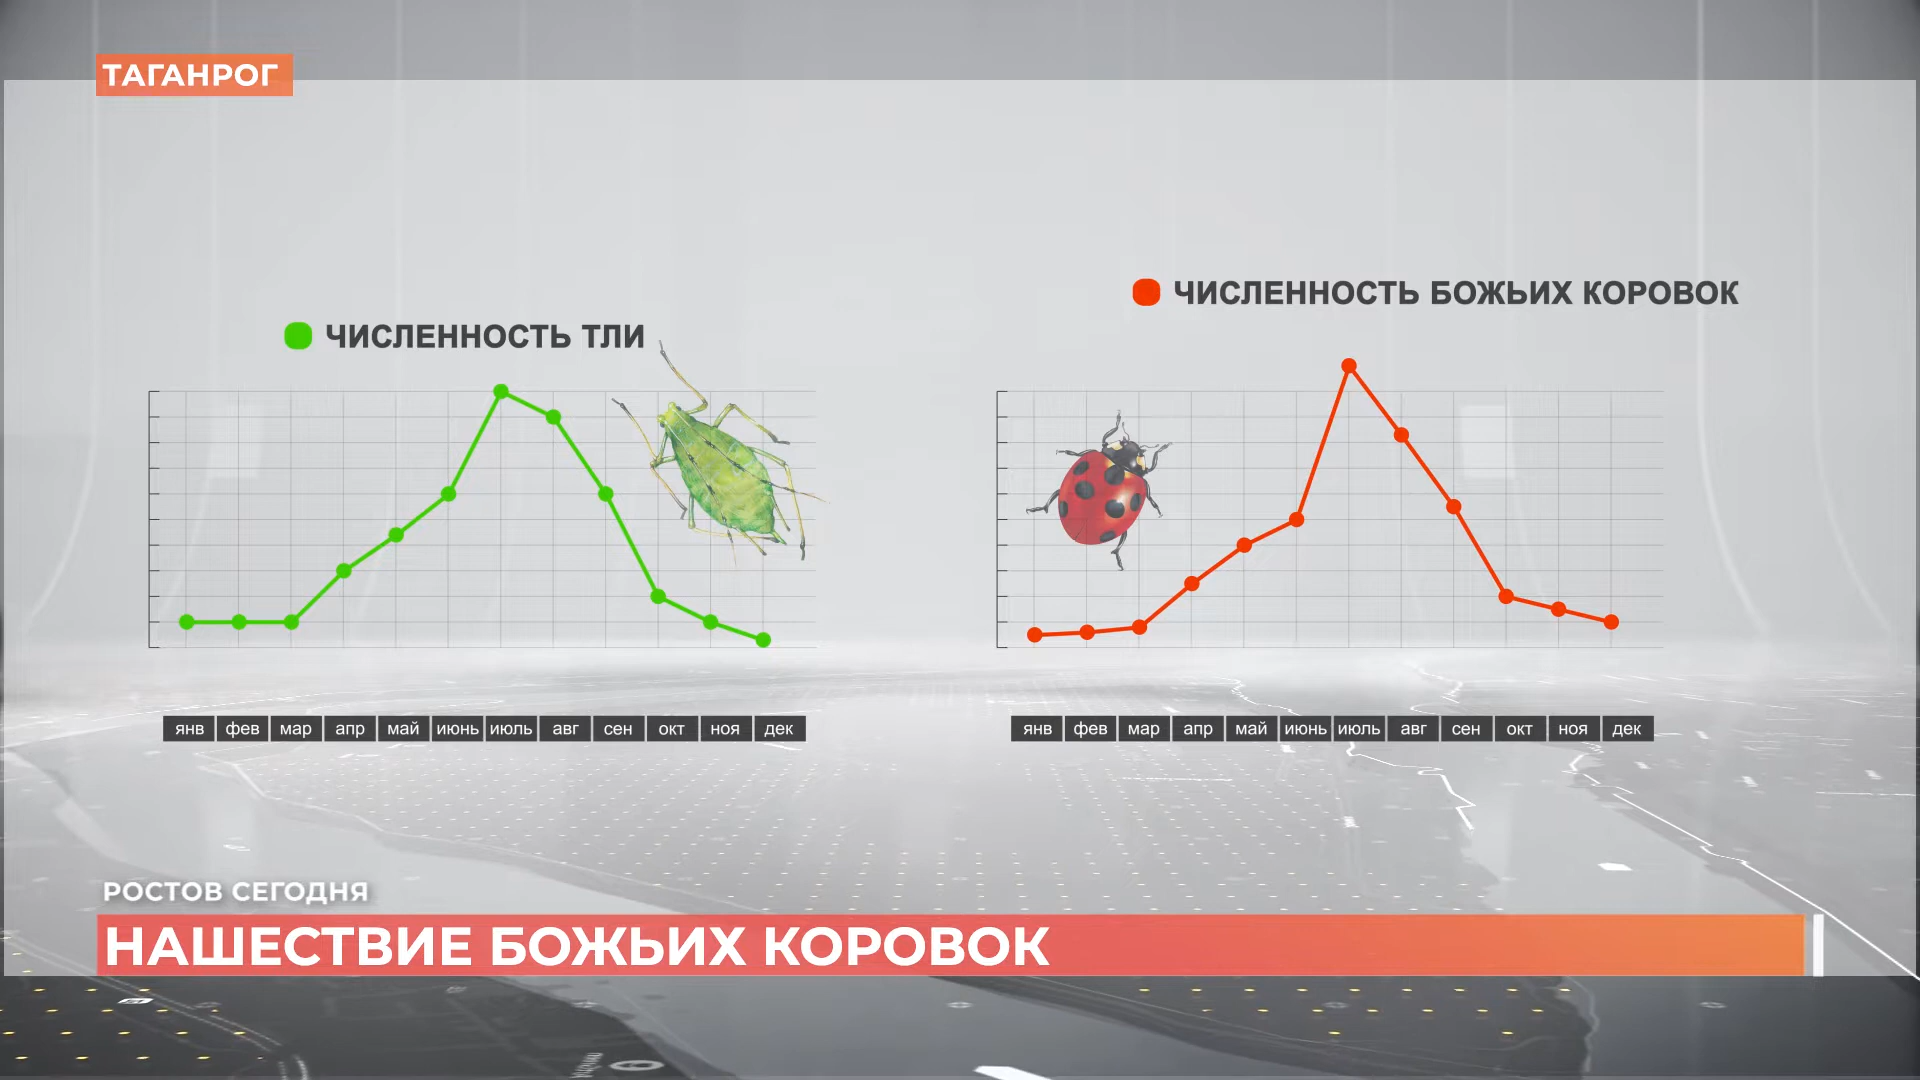 ТАГАНРОГ
ЧИСЛЕННОСТЬ ТЛИ
ЧИСЛЕННОСТЬ БОЖЬИХ КОРОВОК
янв фев мар апр май июнь июль авг сен окт ноя дек
янв фев мар апр май июнь июль авг сен окт ноя дек
РОСТОВ СЕГОДНЯ
НАШЕСТВИЕ БОЖЬИХ КОРОВОК